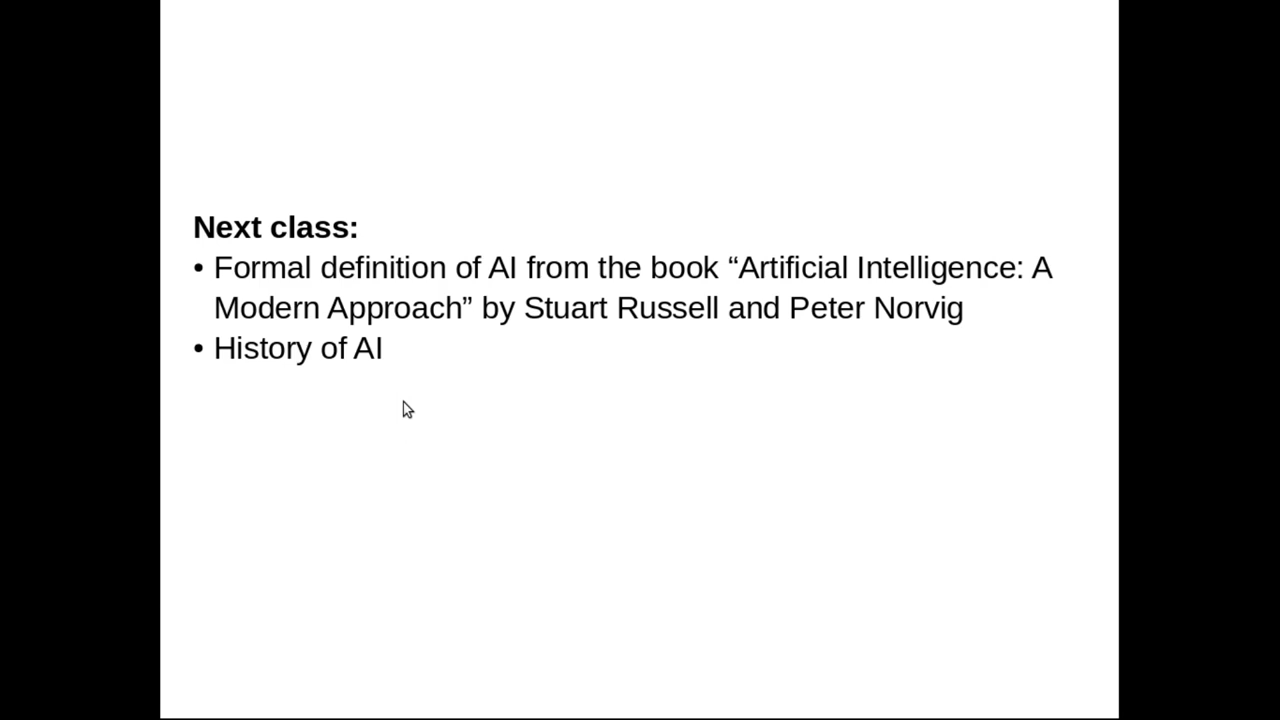 Next class:
• Formal definition of AI from the book “Artificial Intelligence: A
Modern Approach” by Stuart Russell and Peter Norvig
• History of AI